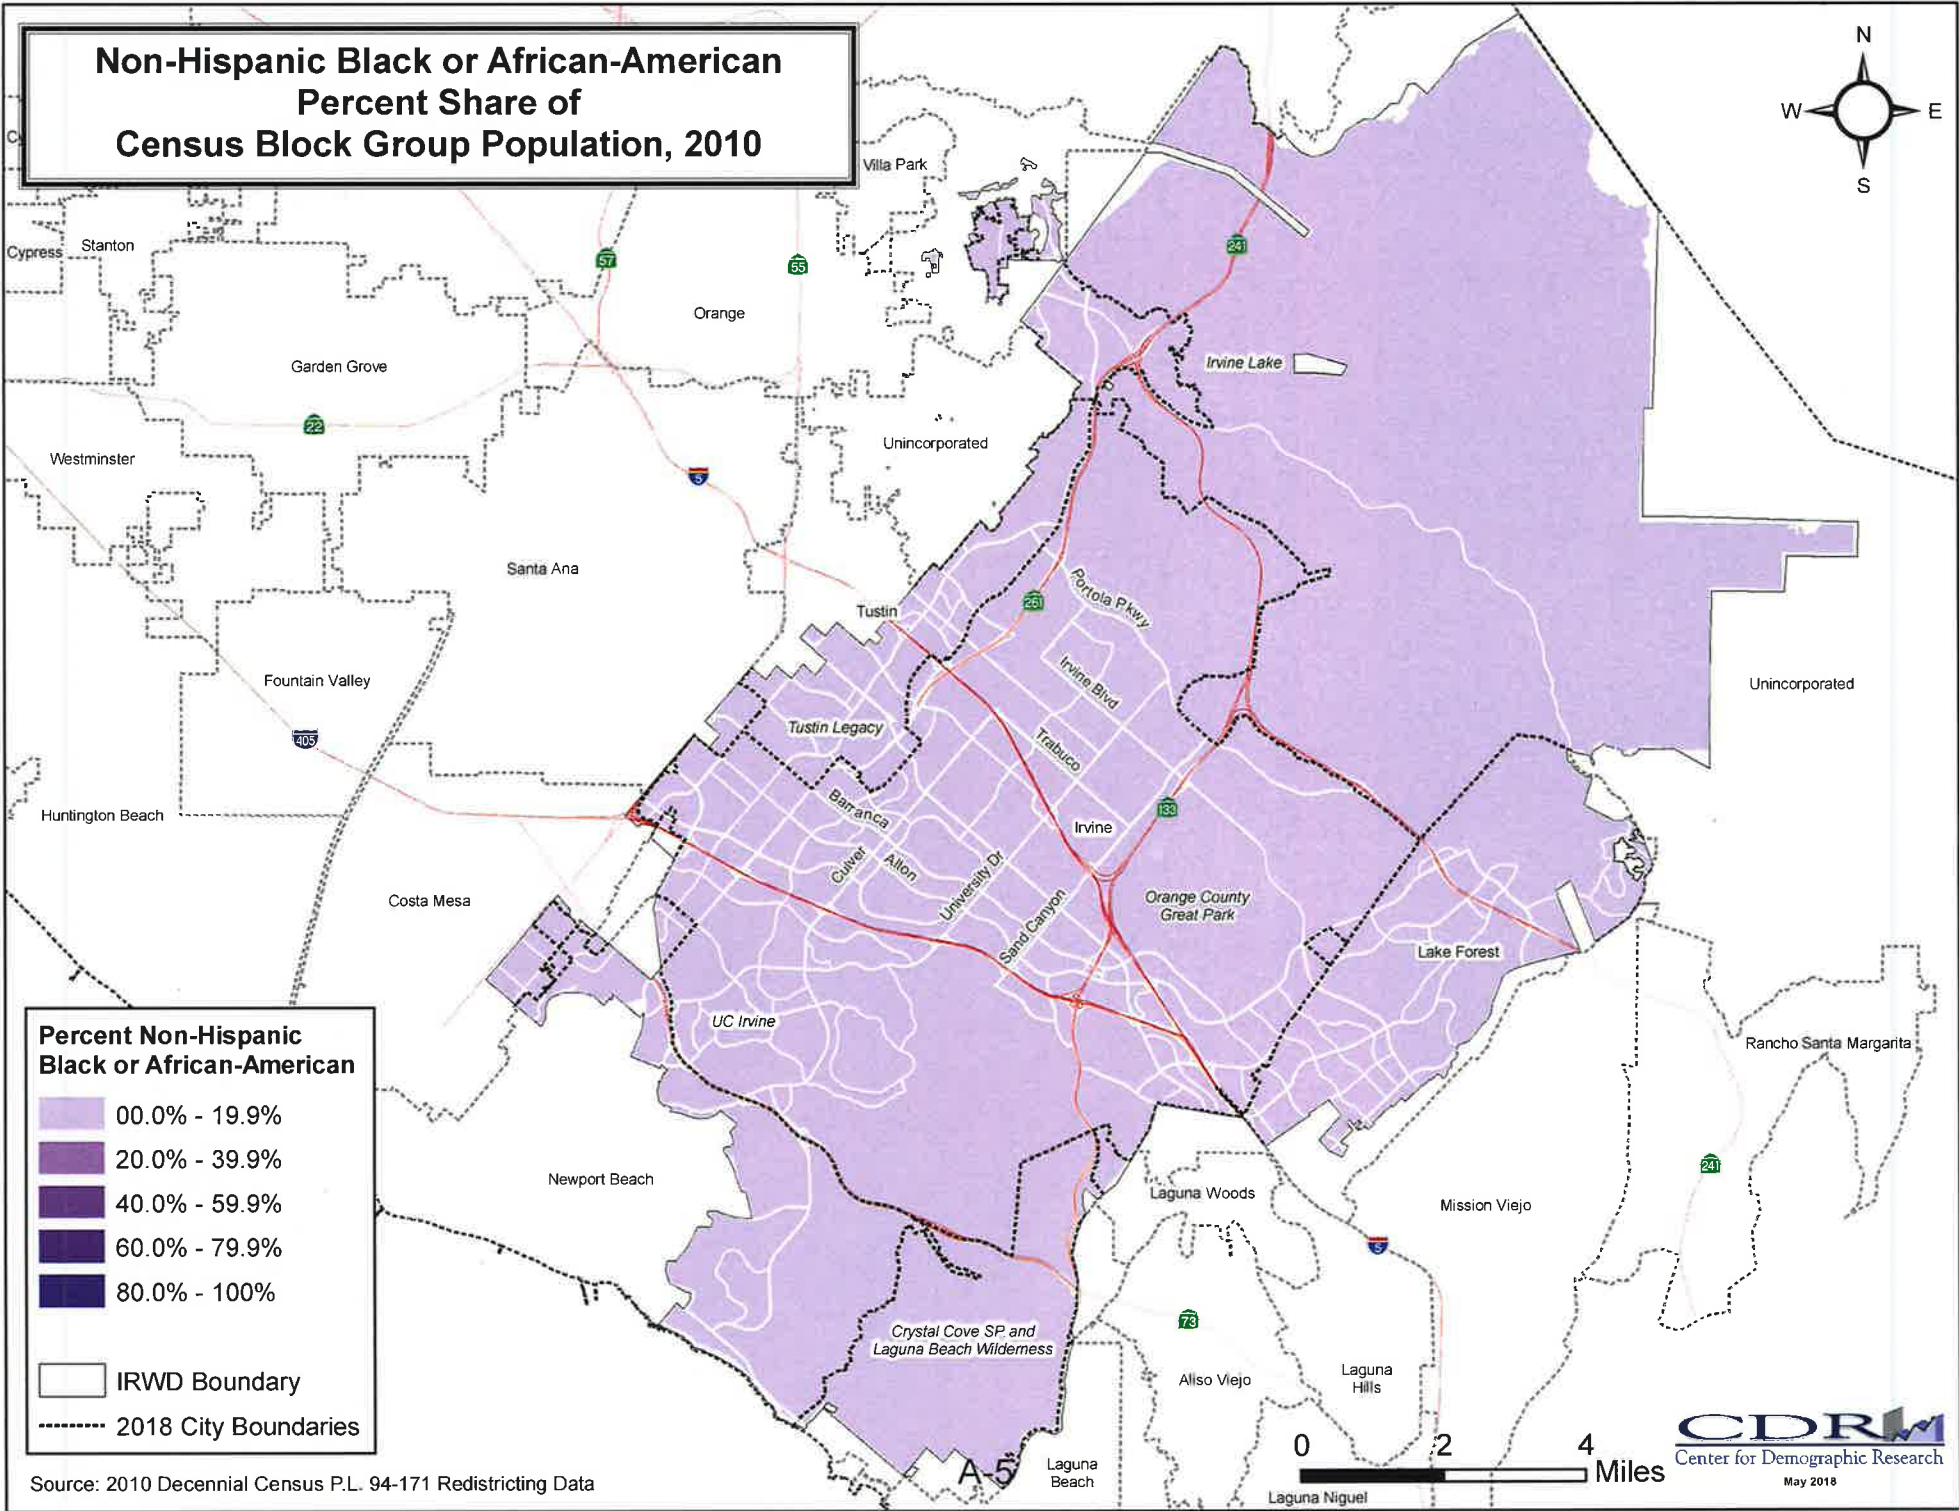 Non-Hispanic Black or African-American
Percent Share of
Census Block Group Population, 2010
N
W
E
S
Villa Park
Cypress
Stanton
57
55
241
Orange
Garden Grove
Irvine Lake
22
Unincorporated
Westminster
5
Santa Ana
Tustin
261
Portola Pkwy
Irvine Blvd
Fountain Valley
Unincorporated
405
Tustin Legacy
Trabuco
Huntington Beach
Barranca
133
Irvine
Culver
Alton
University Dr
Sand Canyon
Costa Mesa
Orange County
Great Park
Lake Forest
UC Irvine
Rancho Santa Margarita
Percent Non-Hispanic
Black or African-American
00.0% - 19.9%
20.0% - 39.9%
40.0% - 59.9%
60.0% - 79.9%
80.0% - 100%
IRWD Boundary
2018 City Boundaries
Newport Beach
Laguna Woods
Mission Viejo
241
5
73
Crystal Cove SP and
Laguna Beach Wilderness
Aliso Viejo
Laguna
Hills
0
2
4
Miles
CDR
Center for Demographic Research
May 2018
A-5
Laguna
Beach
Laguna Niguel
Source: 2010 Decennial Census P.L. 94-171 Redistricting Data